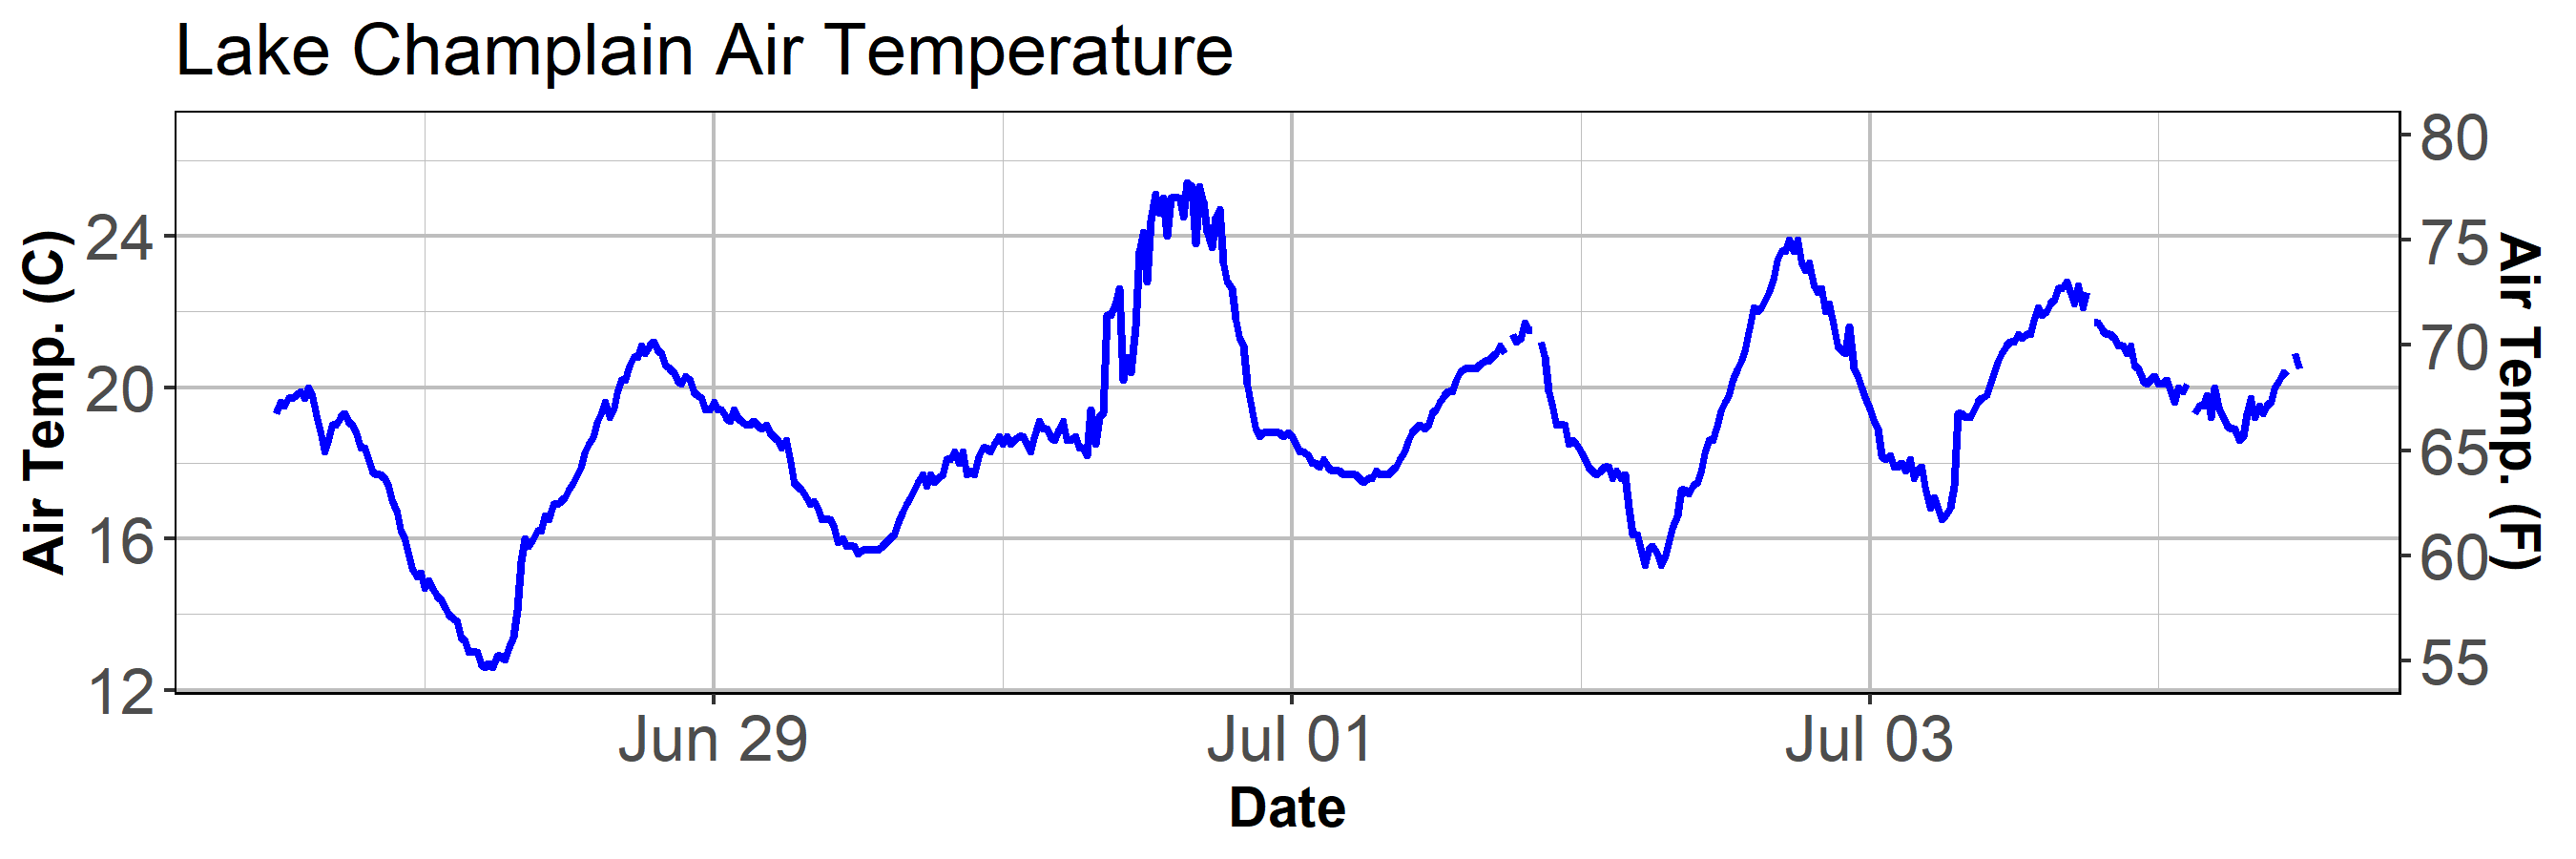 Lake Champlain Air Temperature
Air Temp. (C)
24
20
16
12
80
75
70
65
60
55
Air Temp. (F)
Jun 29
Jul 01
Jul 03
Date